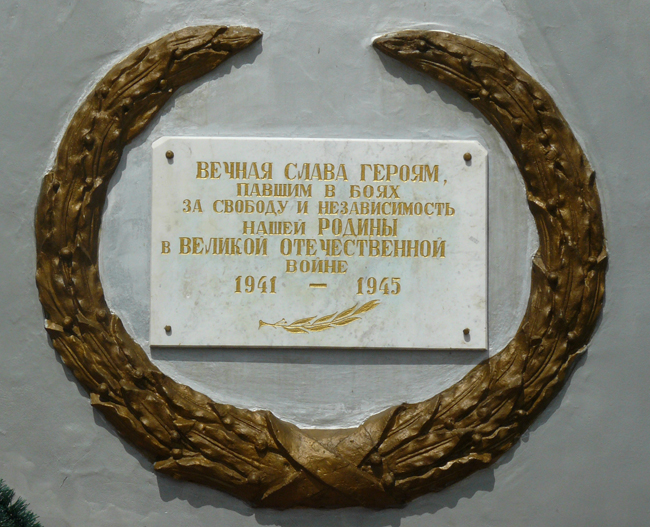 ВЕЧНАЯ СЛАВА ГЕРОЯМ,
ПАВШИМ В БОЯХ
ЗА СВОБОДУ И НЕЗАВИСИМОСТЬ
НАШЕЙ РОДИНЫ
В ВЕЛИКОЙ ОТЕЧЕСТВЕННОЙ
ВОЙНЕ
1941 — 1945